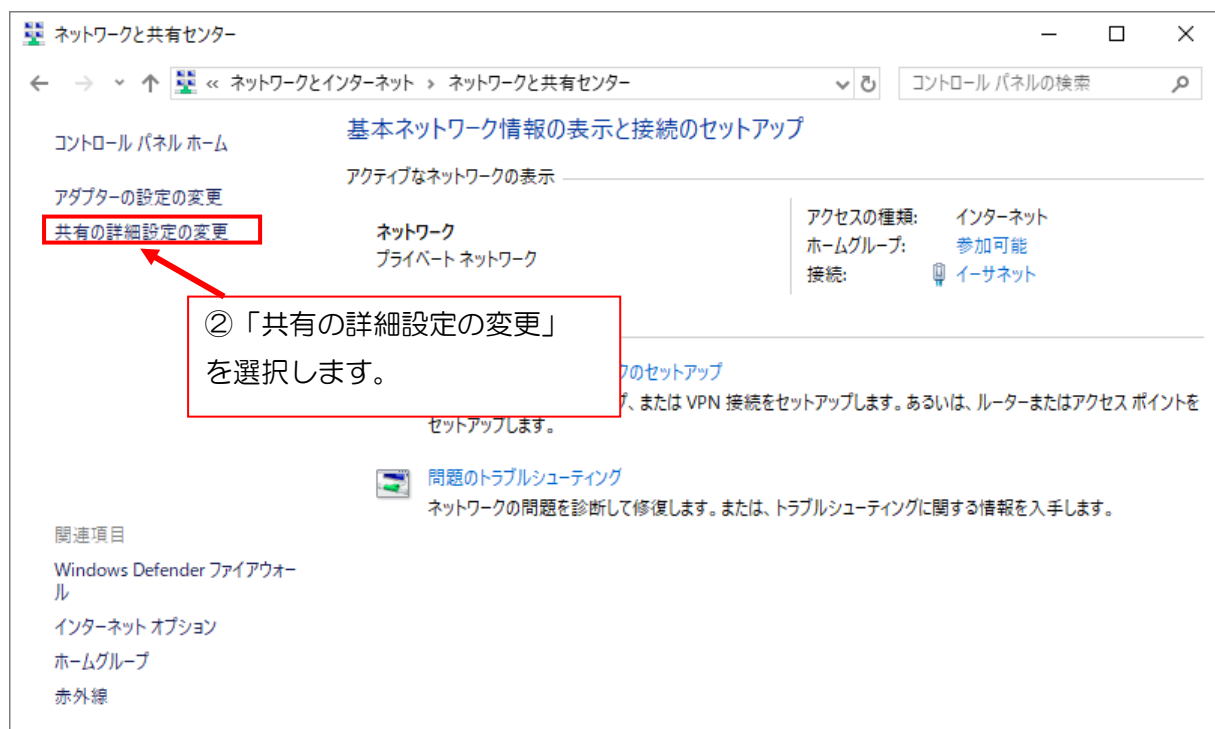 ネットワークと共有センター
« ネットワークとインターネット › ネットワークと共有センター
コントロール パネルの検索
コントロール パネル ホーム
アダプターの設定の変更
共有の詳細設定の変更
基本ネットワーク情報の表示と接続のセットアップ
アクティブなネットワークの表示
ネットワーク
プライベート ネットワーク
アクセスの種類: インターネット
ホームグループ: 参加可能
接続: イーサネット
②「共有の詳細設定の変更」
を選択します。
のセットアップ
、または VPN 接続をセットアップします。あるいは、ルーターまたはアクセス ポイントを
セットアップします。
問題のトラブルシューティング
ネットワークの問題を診断して修復します。または、トラブルシューティングに関する情報を入手します。
関連項目
Windows Defender ファイアウォー
ル
インターネット オプション
ホームグループ
赤外線